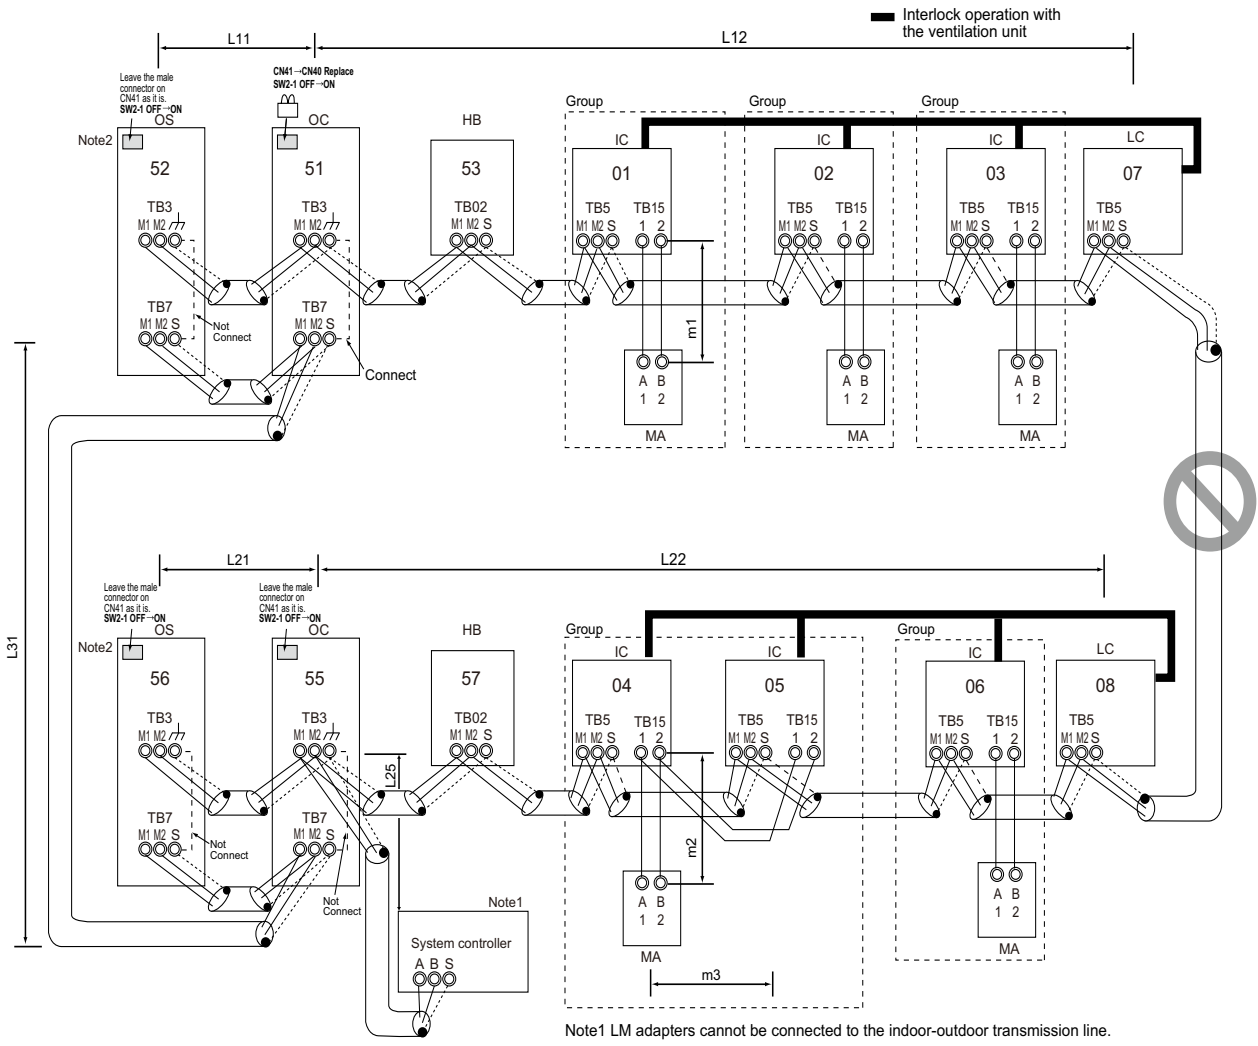 Interlock operation with
the ventilation unit
L11
L12
Leave the male
connector on
CN41 as it is.
SW2-1 OFF→ON
CN41→CN40 Replace
SW2-1 OFF→ON
Group
Group
Group
OS
OC
HB
IC
IC
IC
LC
Note2
52
51
53
01
02
03
07
TB3
TB3
TB02
TB5 TB15
TB5 TB15
TB5 TB15
TB5
M1 M2
M1 M2
M1 M2 S
M1 M2 S 1 2
M1 M2 S 1 2
M1 M2 S 1 2
M1 M2 S
TB7
TB7
M1 M2 S
M1 M2 S
Not
Connect
Connect
m1
A B
1 2
MA
A B
1 2
MA
A B
1 2
MA
L31
L21
L22
Leave the male
connector on
CN41 as it is.
SW2-1 OFF→ON
Leave the male
connector on
CN41 as it is.
SW2-1 OFF→ON
Group
Group
OS
OC
HB
IC
IC
IC
LC
Note2
56
55
57
04
05
06
08
TB3
TB3
TB02
TB5 TB15
TB5 TB15
TB5 TB15
TB5
M1 M2
M1 M2
M1 M2 S
M1 M2 S 1 2
M1 M2 S 1 2
M1 M2 S 1 2
M1 M2 S
L25
TB7
TB7
M1 M2 S
M1 M2 S
Not
Connect
Not
Connect
m2
Note1
System controller
A B S
A B
1 2
MA
A B
1 2
MA
m3
Note1 LM adapters cannot be connected to the indoor-outdoor transmission line.